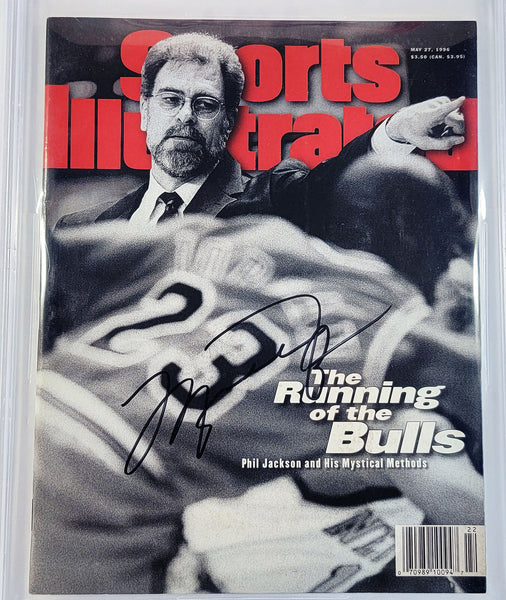 Sports
Illustrated
MAY 27, 1996
$3.50 (CAN. $3.95)
23
The
Running
of the
Bulls
Phil Jackson and His Mystical Methods
22
0 70989 10094 7